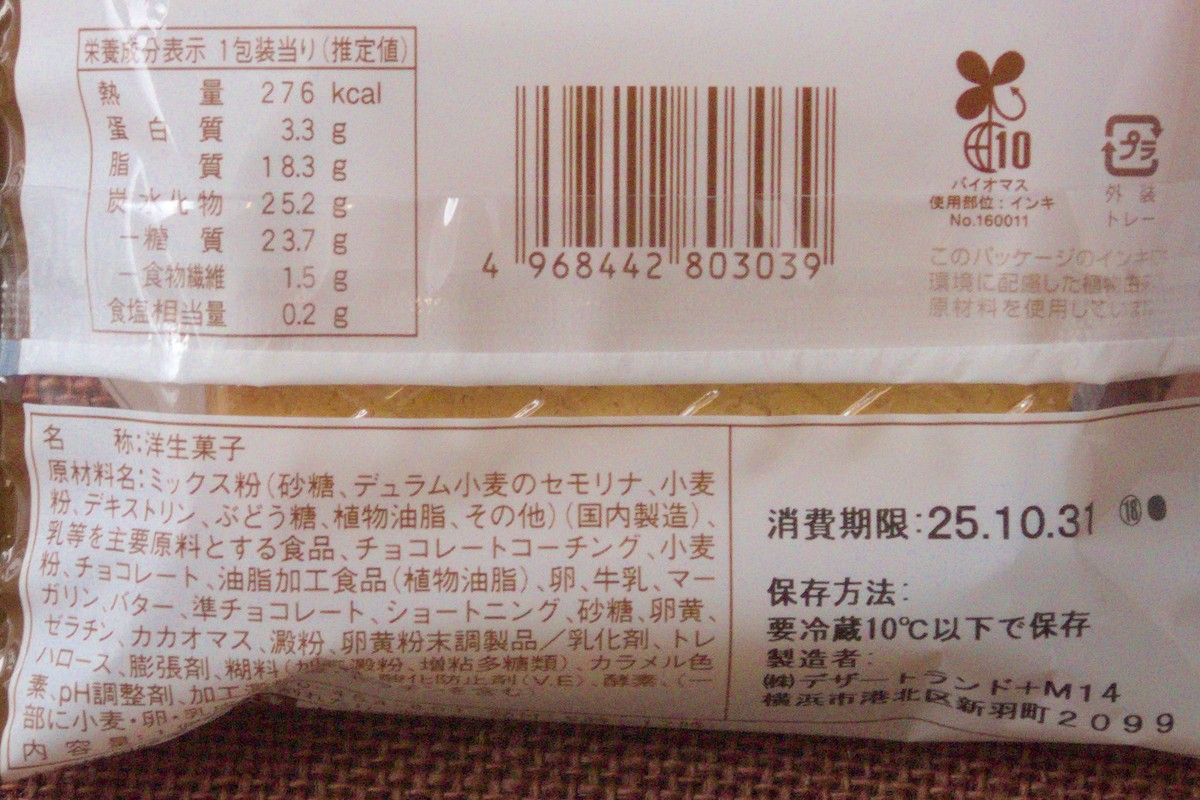 栄養成分表示 1包装当り(推定値)
熱量 276 kcal
蛋白質 3.3 g
脂質 18.3 g
炭水化物 25.2 g
－糖質 23.7 g
－食物繊維 1.5 g
食塩相当量 0.2 g
4 968442 803039
10
バイオマス
使用部位:インキ
No.160011
プラ
外装
トレー
このパッケージのインキ
環境に配慮した植物
原材料を使用してい
名称:洋生菓子
原材料名:ミックス粉(砂糖、デュラム小麦のセモリナ、小麦
粉、デキストリン、ぶどう糖、植物油脂、その他)(国内製造)、
乳等を主要原料とする食品、チョコレートコーチング、小麦
粉、チョコレート、油脂加工食品(植物油脂)、卵、牛乳、マー
ガリン、バター、準チョコレート、ショートニング、砂糖、卵黄、
ゼラチン、カカオマス、澱粉、卵黄粉末調製品／乳化剤、トレ
ハロース、膨張剤、糊料(澱粉、増粘多糖類)、カラメル色
素、pH調整剤、加工 酸化防止剤(V.E)、酵素、(一
部に小麦・卵・乳 を含む)
内容量
消費期限:25.10.31 ⑱
保存方法:
要冷蔵10℃以下で保存
製造者:
㈱デザートランド+M14
横浜市港北区新羽町2099